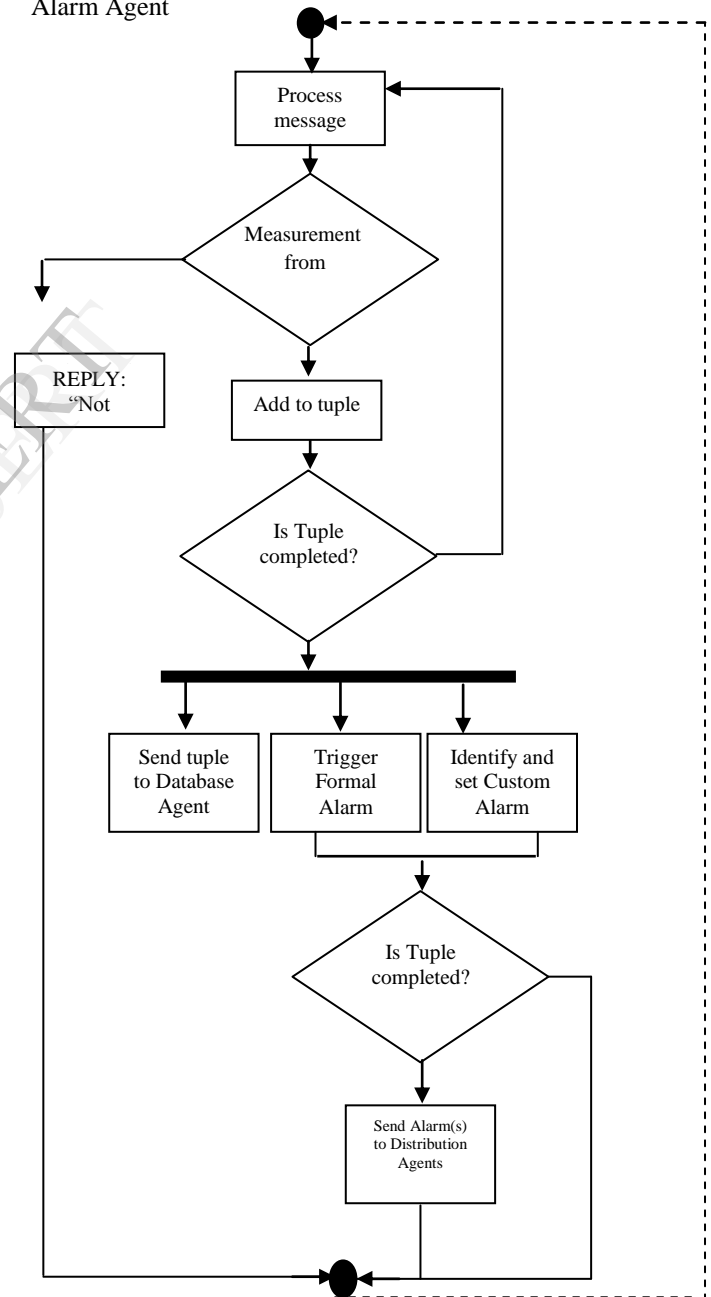 Alarm Agent
Process
message
Measurement
from
REPLY:
“Not
Add to tuple
Is Tuple
completed?
Send tuple
to Database
Agent
Trigger
Formal
Alarm
Identify and
set Custom
Alarm
Is Tuple
completed?
Send Alarm(s)
to Distribution
Agents